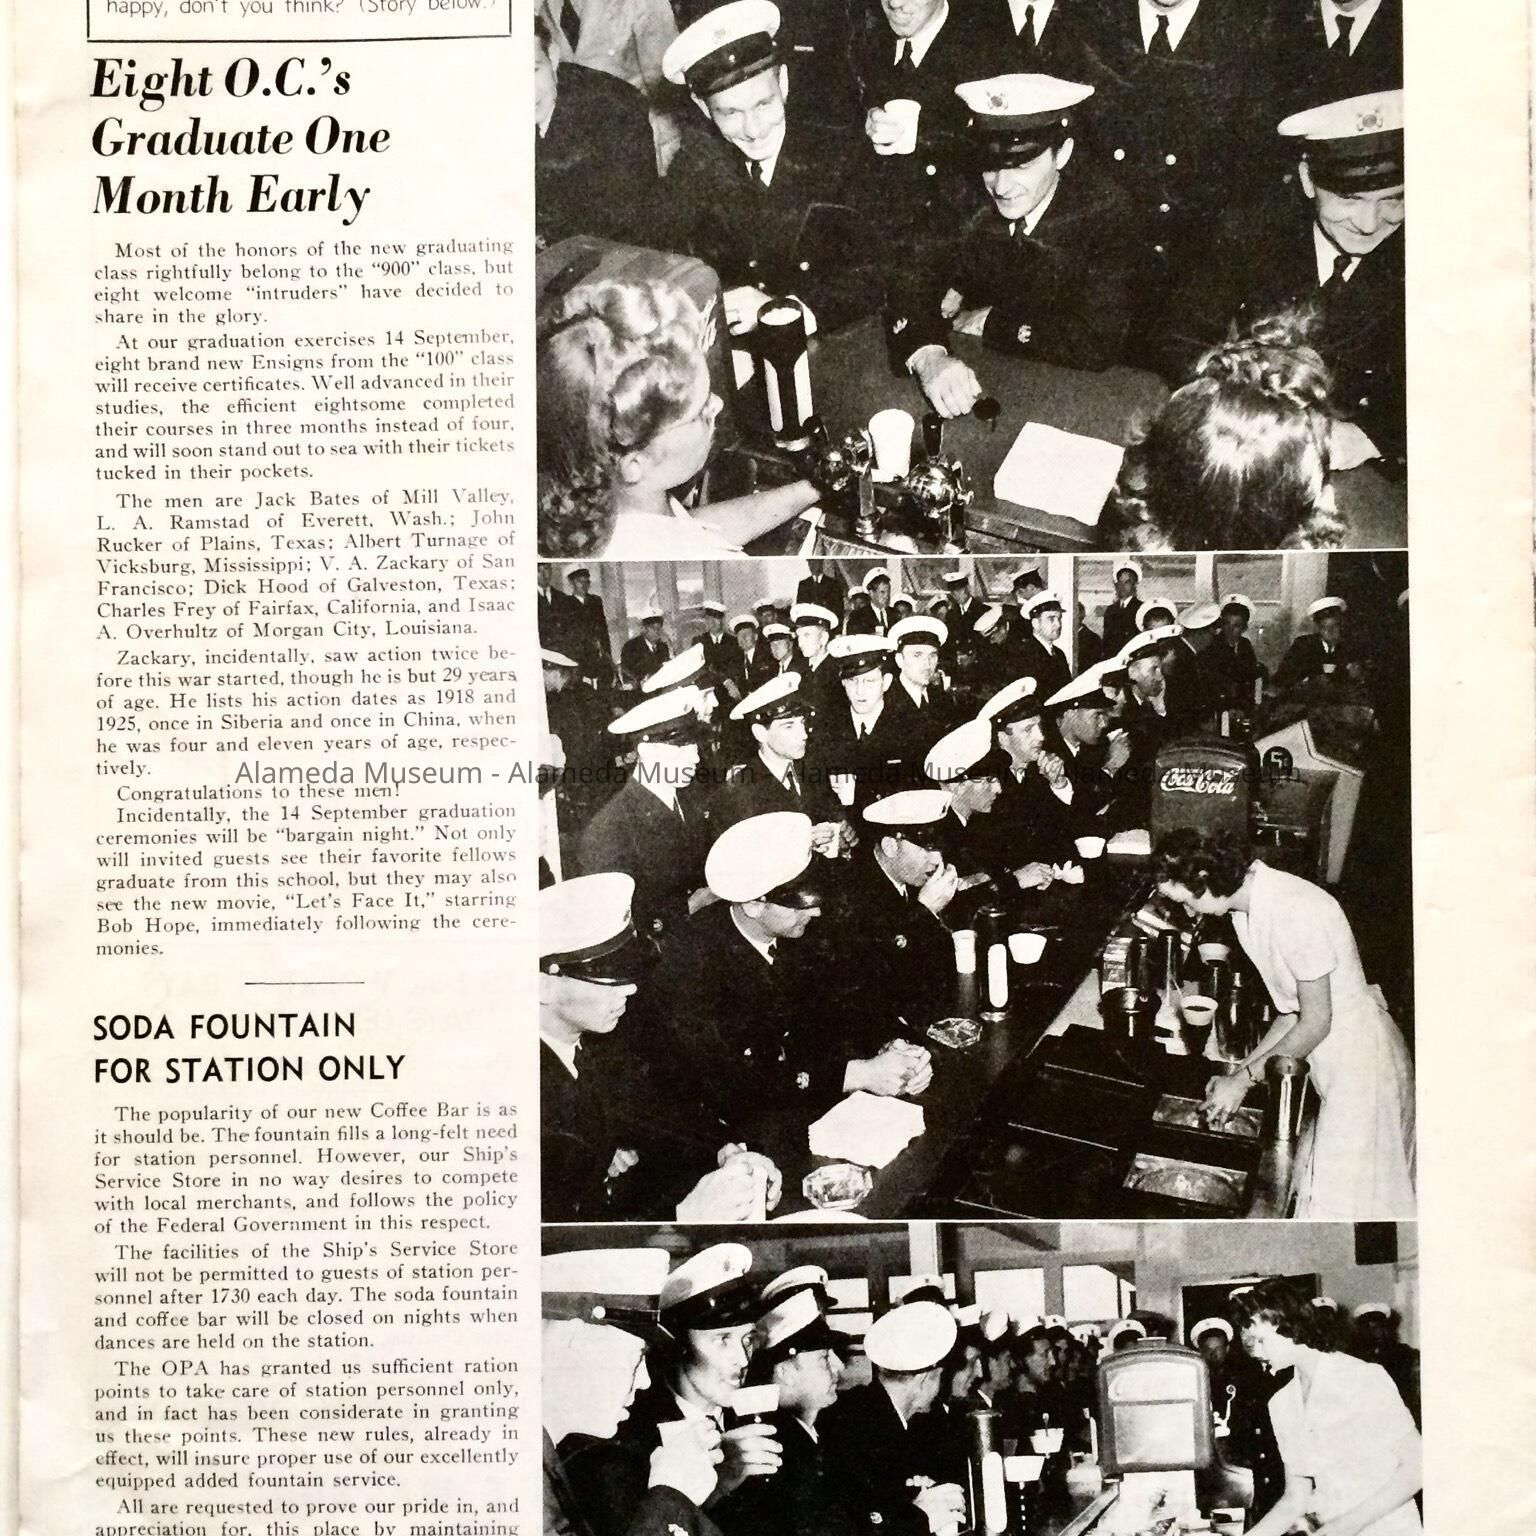 happy, don't you think? (Story below.)
Eight O.C.'s
Graduate One
Month Early
Most of the honors of the new graduating
class rightfully belong to the “900” class, but
eight welcome “intruders” have decided to
share in the glory.
At our graduation exercises 14 September,
eight brand new Ensigns from the “100” class
will receive certificates. Well advanced in their
studies, the efficient eightsome completed
their courses in three months instead of four,
and will soon stand out to sea with their tickets
tucked in their pockets.
The men are Jack Bates of Mill Valley,
L. A. Ramstad of Everett, Wash.; John
Rucker of Plains, Texas; Albert Turnage of
Vicksburg, Mississippi; V. A. Zackary of San
Francisco; Dick Hood of Galveston, Texas;
Charles Frey of Fairfax, California, and Isaac
A. Overhultz of Morgan City, Louisiana.
Zackary, incidentally, saw action twice be-
fore this war started, though he is but 29 years
of age. He lists his action dates as 1918 and
1925, once in Siberia and once in China, when
he was four and eleven years of age, respec-
tively.
Congratulations to these men!
Incidentally, the 14 September graduation
ceremonies will be “bargain night.” Not only
will invited guests see their favorite fellows
graduate from this school, but they may also
see the new movie, “Let's Face It,” starring
Bob Hope, immediately following the cere-
monies.
SODA FOUNTAIN
FOR STATION ONLY
The popularity of our new Coffee Bar is as
it should be. The fountain fills a long-felt need
for station personnel. However, our Ship's
Service Store in no way desires to compete
with local merchants, and follows the policy
of the Federal Government in this respect.
The facilities of the Ship's Service Store
will not be permitted to guests of station per-
sonnel after 1730 each day. The soda fountain
and coffee bar will be closed on nights when
dances are held on the station.
The OPA has granted us sufficient ration
points to take care of station personnel only,
and in fact has been considerate in granting
us these points. These new rules, already in
effect, will insure proper use of our excellently
equipped added fountain service.
All are requested to prove our pride in, and
appreciation for, this place by maintaining
Alameda Museum - Alameda Museum - Alameda Museum - Alameda Museum
Coca-Cola
5¢